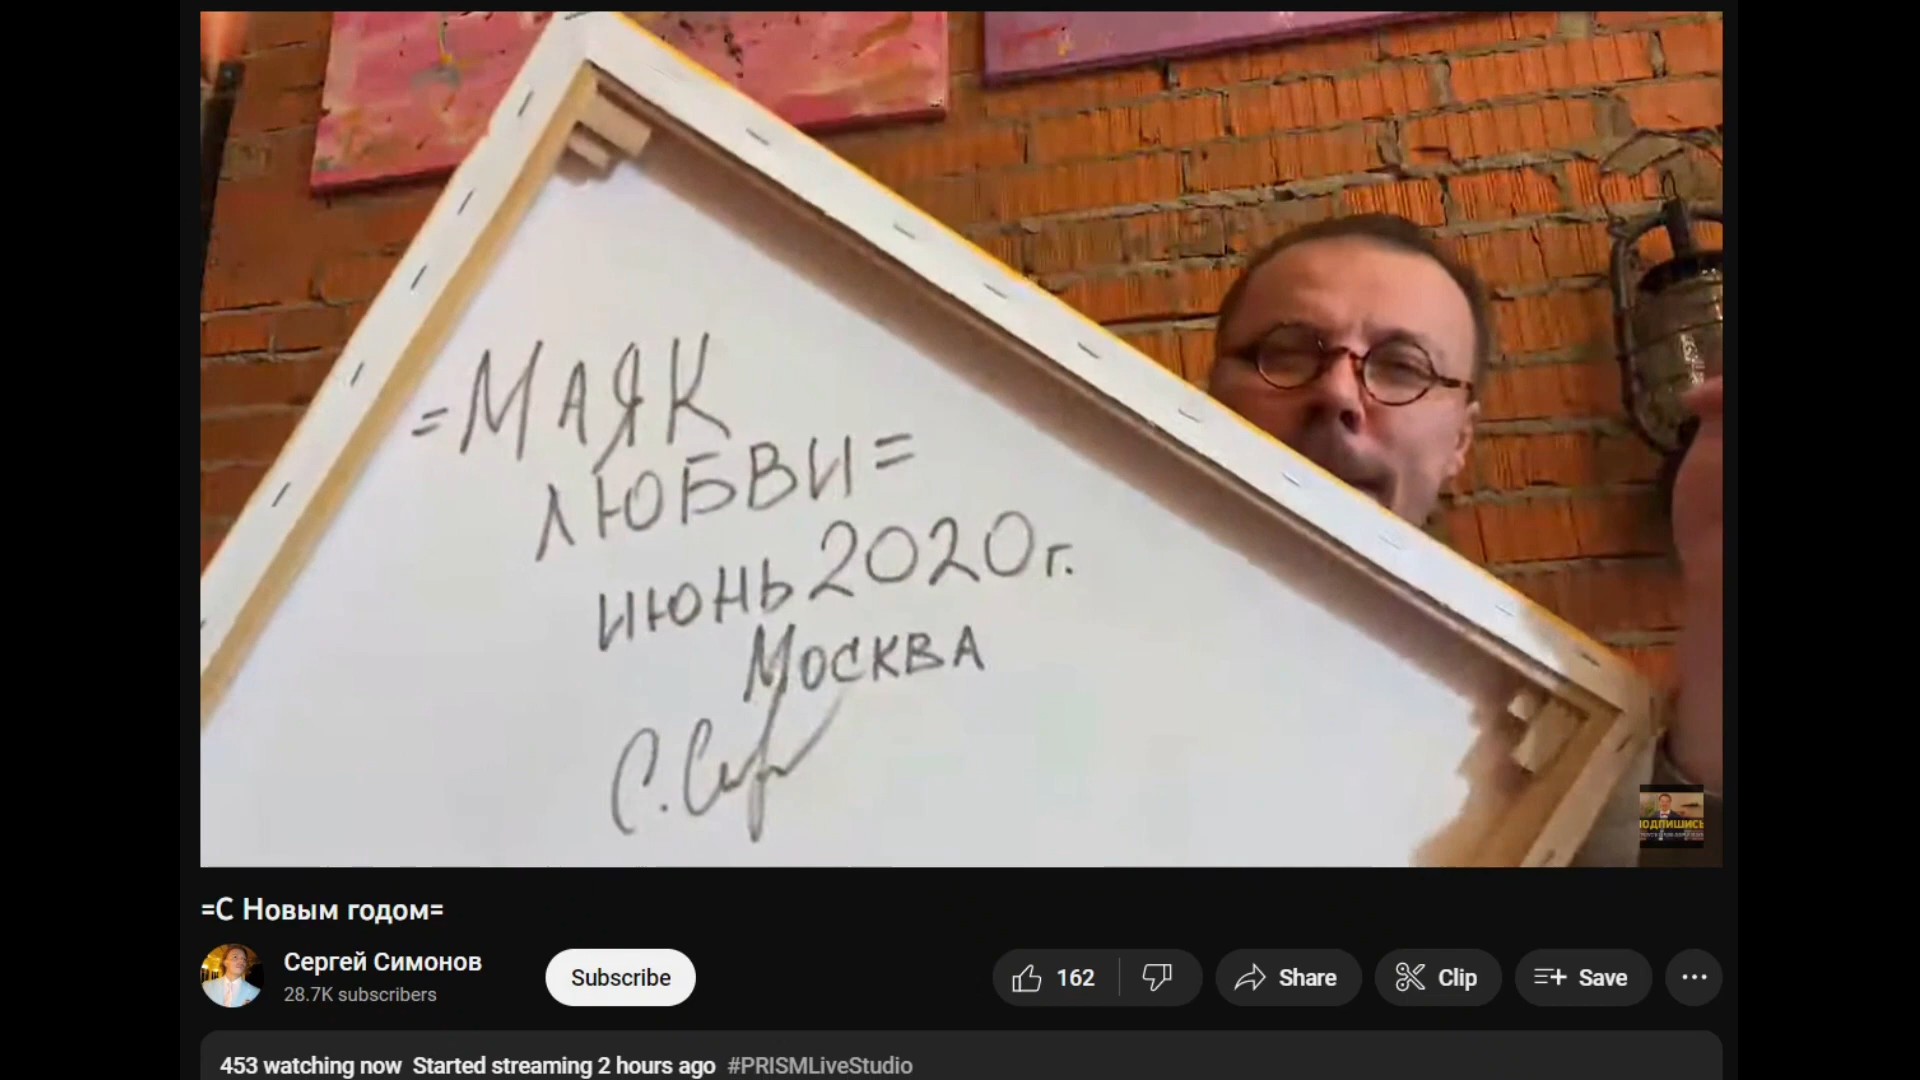 =МАЯК
ЛЮБВИ=
ИЮНЬ 2020г.
МОСКВА
ПОДПИШИСЬ
=С Новым годом=
Сергей Симонов
28.7K subscribers
Subscribe
162
Share
Clip
Save
453 watching now Started streaming 2 hours ago #PRISMLiveStudio